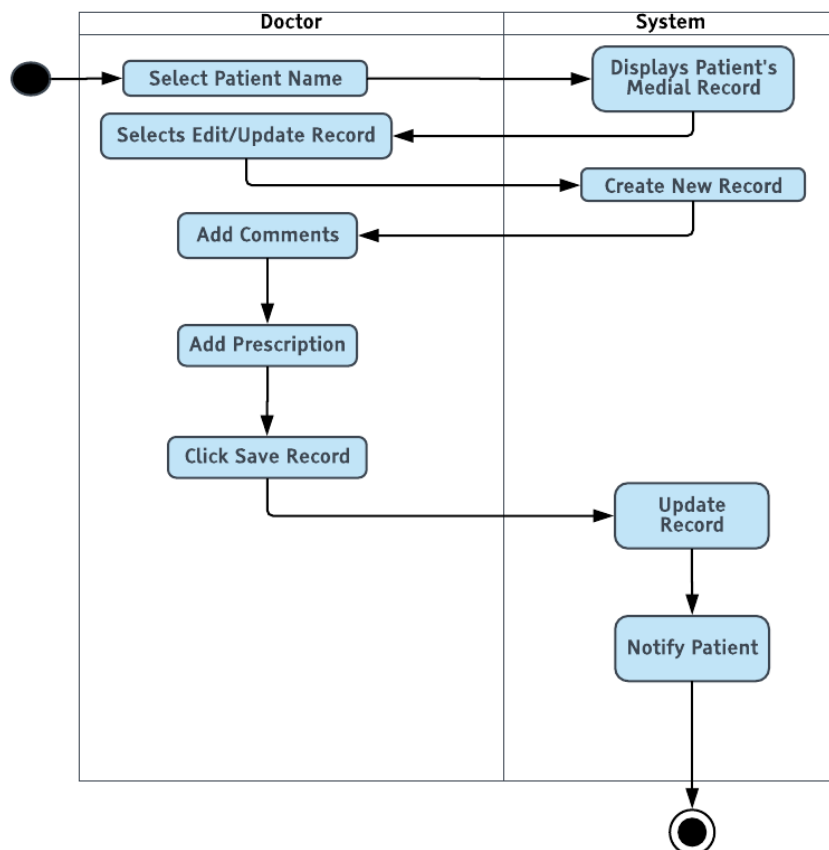 Doctor
System
Select Patient Name
Displays Patient's
Medial Record
Selects Edit/Update Record
Create New Record
Add Comments
Add Prescription
Click Save Record
Update
Record
Notify Patient